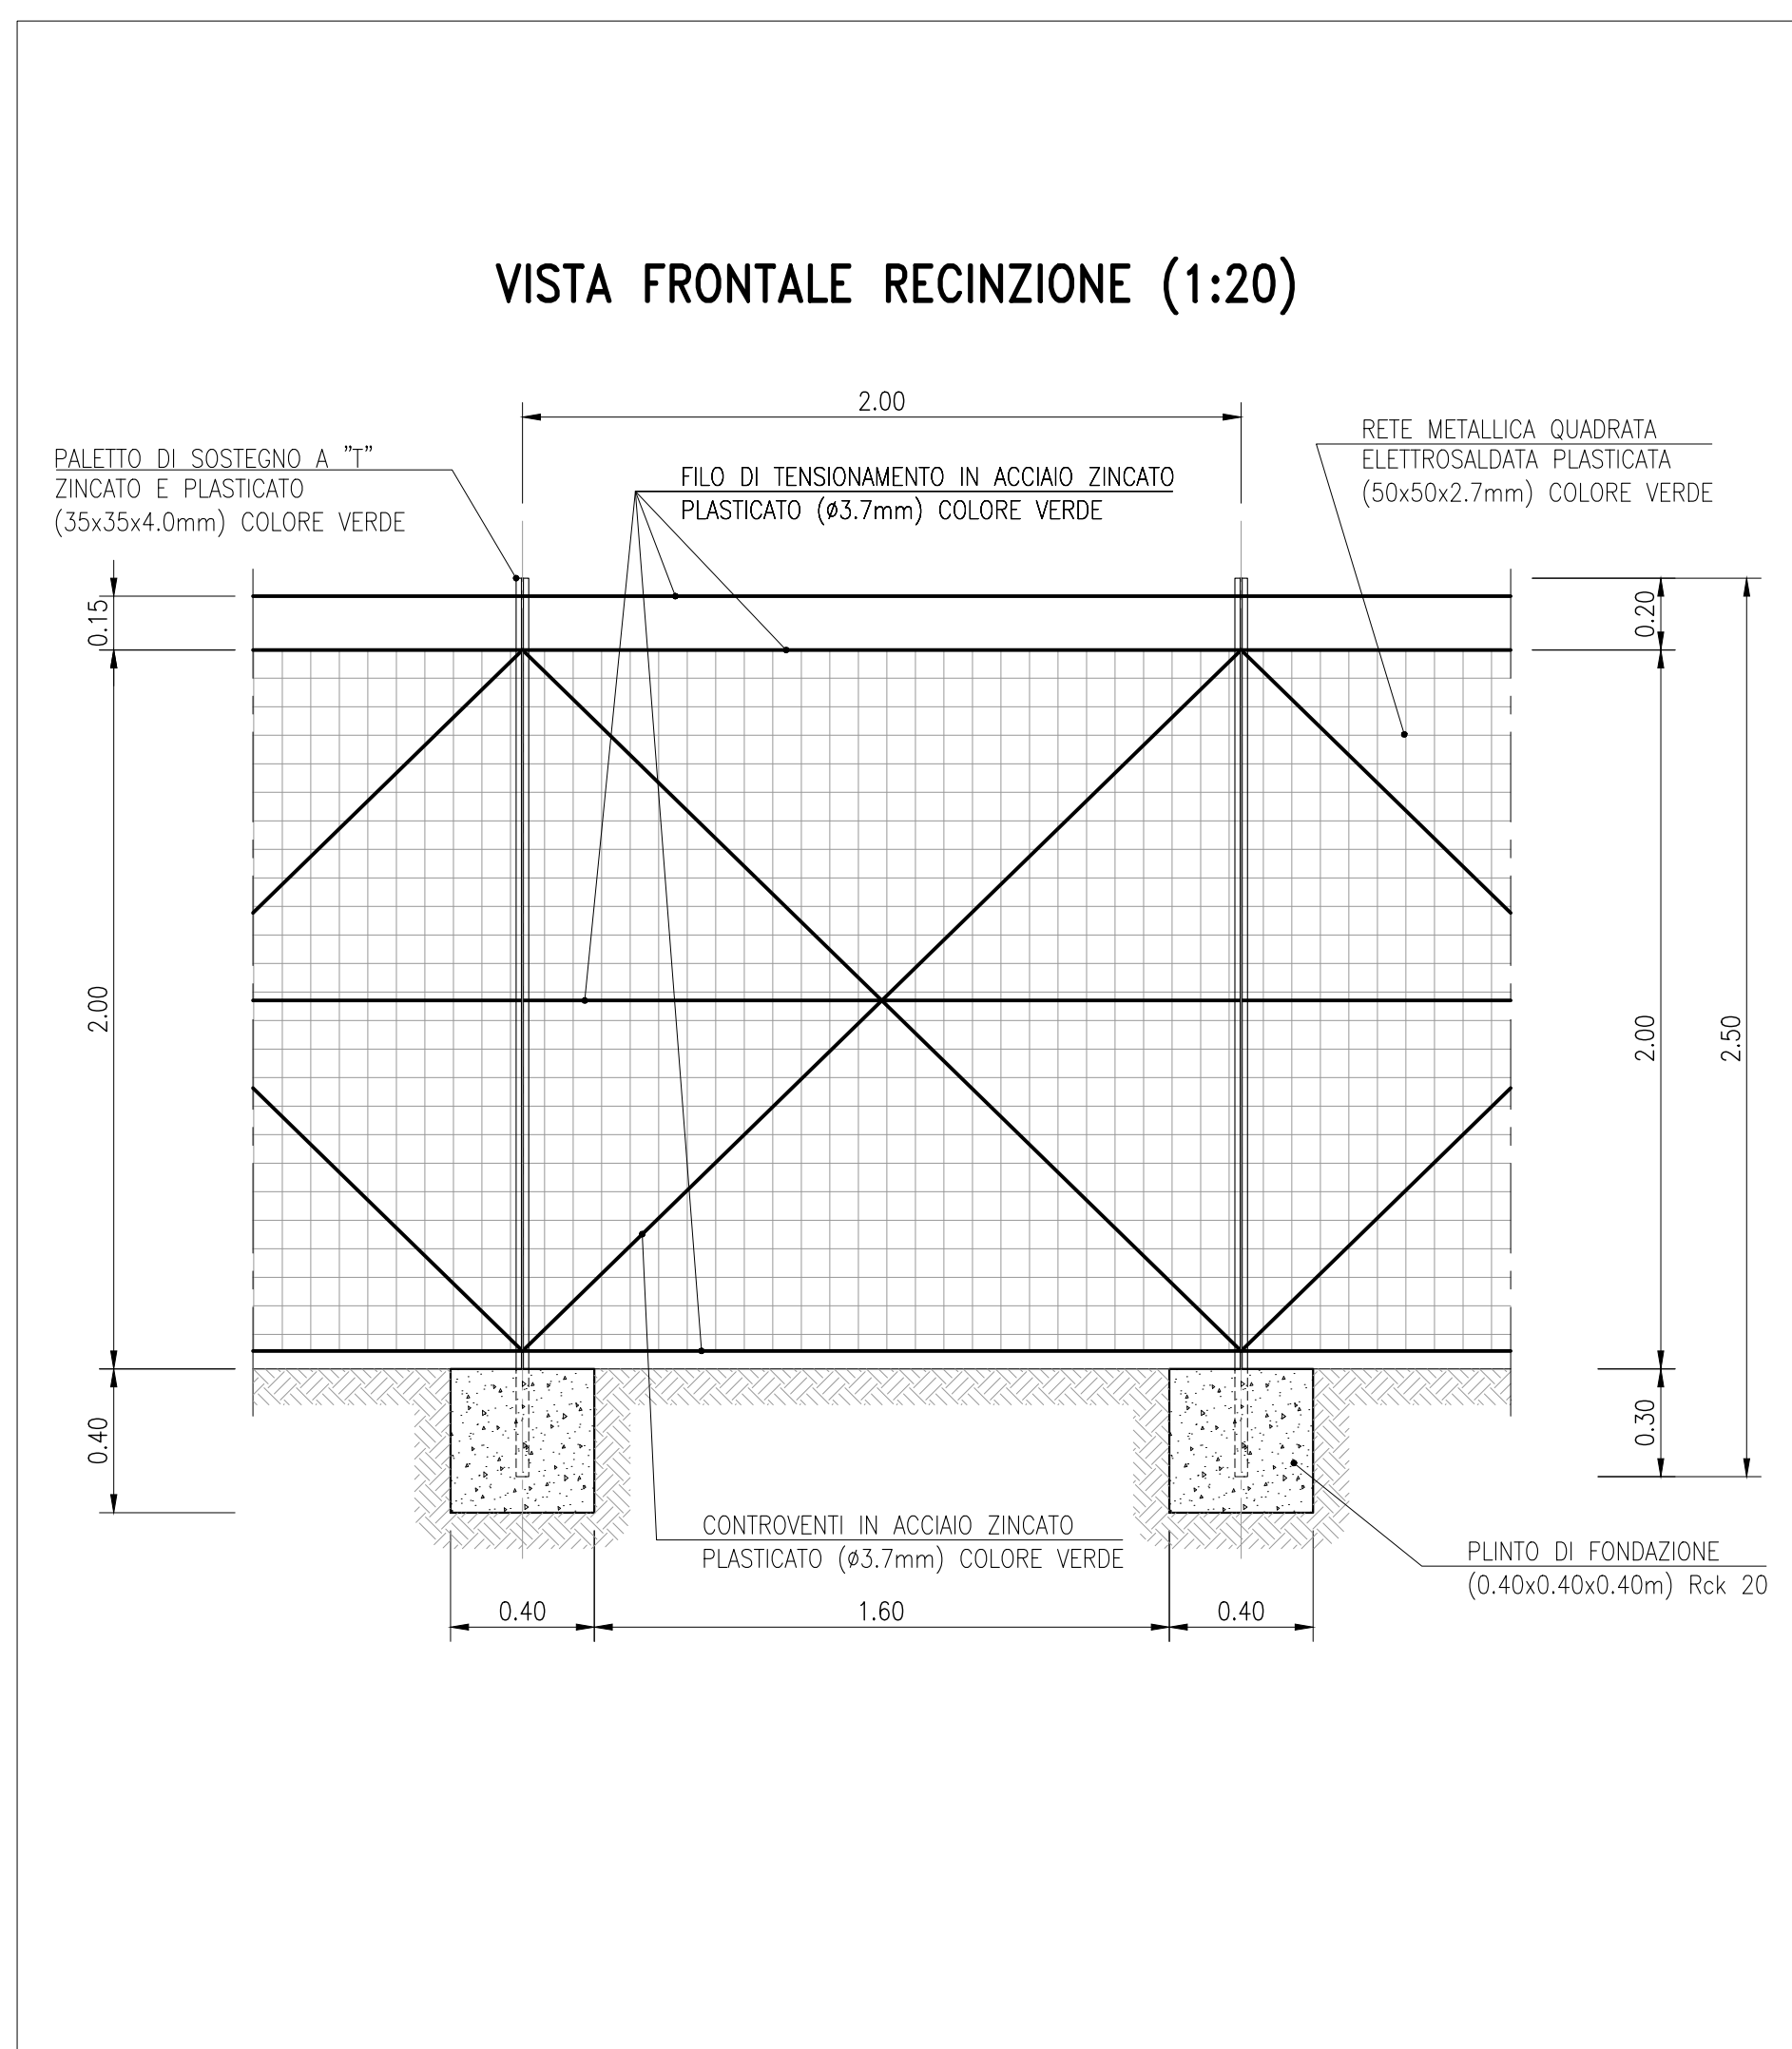 VISTA FRONTALE RECINZIONE (1:20)
2.00
PALETTO DI SOSTEGNO A "T"
ZINCATO E PLASTICATO
(35x35x4.0mm) COLORE VERDE
FILO DI TENSIONAMENTO IN ACCIAIO ZINCATO
PLASTICATO (ø3.7mm) COLORE VERDE
RETE METALLICA QUADRATA
ELETTROSALDATA PLASTICATA
(50x50x2.7mm) COLORE VERDE
0.15
2.00
0.40
0.20
2.00
2.50
0.30
CONTROVENTI IN ACCIAIO ZINCATO
PLASTICATO (ø3.7mm) COLORE VERDE
PLINTO DI FONDAZIONE
(0.40x0.40x0.40m) Rck 20
0.40
1.60
0.40